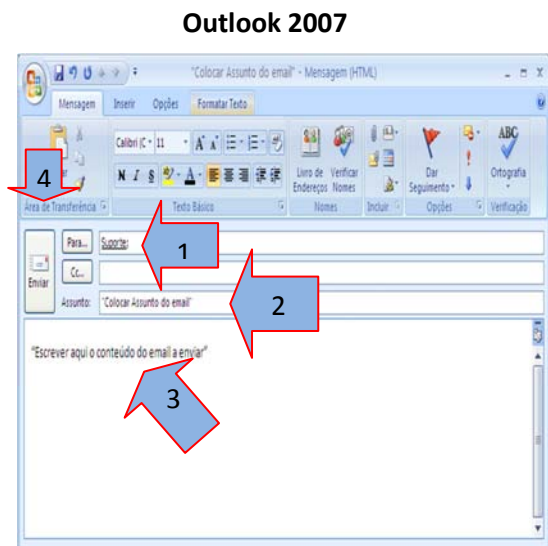 Outlook 2007
"Colocar Assunto do email" - Mensagem (HTML)
Mensagem Inserir Opções Formatar Texto
Calibri (C 11 A A
N I S A
ABC
Livro de Endereços
Verificar Nomes
Dar Seguimento
Ortografia
Área de Transferência Texto Básico Nomes Incluir Opções Verificação
4
Para... Suporte; 1
Cc...
Enviar
Assunto: "Colocar Assunto do email" 2
"Escrever aqui o conteúdo do email a enviar"
3